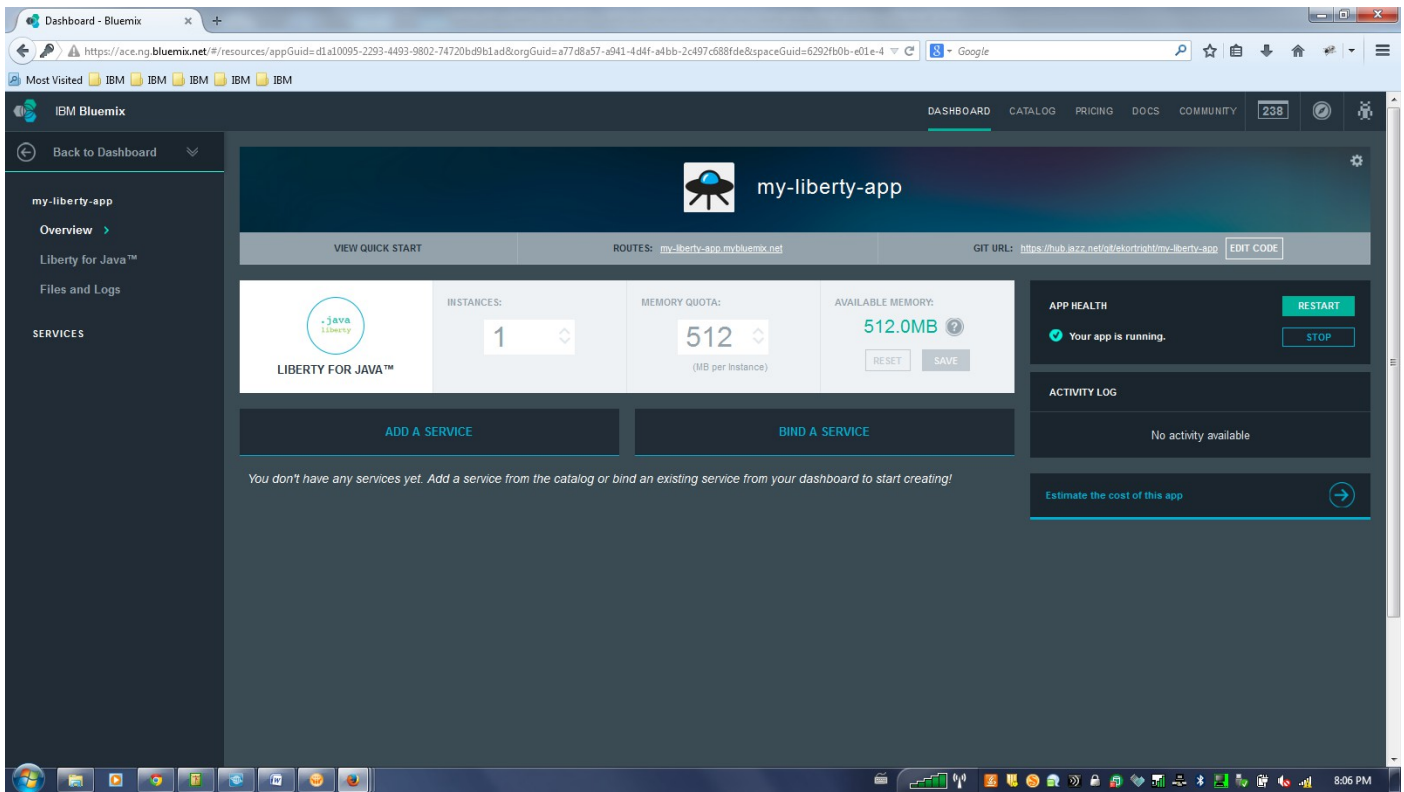 Dashboard - Bluemix
https://ace.ng.bluemix.net/#/resources/appGuid=d1a10095-2293-4493-9802-74720bd9b1ad&orgGuid=a77d8a57-a941-4d4f-a4bb-2c497c688fde&spaceGuid=6292fb0b-e01e-4
8 Google
Most Visited IBM IBM IBM IBM IBM
IBM Bluemix
DASHBOARD CATALOG PRICING DOCS COMMUNITY 238
Back to Dashboard
my-liberty-app
my-liberty-app
Overview
Liberty for Java™
Files and Logs
SERVICES
VIEW QUICK START
ROUTES: my-liberty-app.mybluemix.net
GIT URL: https://hub.jazz.net/git/ekortright/my-liberty-app EDIT CODE
.java
liberty
LIBERTY FOR JAVA™
INSTANCES:
1
MEMORY QUOTA:
512
(MB per Instance)
AVAILABLE MEMORY:
512.0MB ?
RESET SAVE
APP HEALTH
RESTART
Your app is running.
STOP
ACTIVITY LOG
No activity available
ADD A SERVICE
BIND A SERVICE
You don't have any services yet. Add a service from the catalog or bind an existing service from your dashboard to start creating!
Estimate the cost of this app
8:06 PM